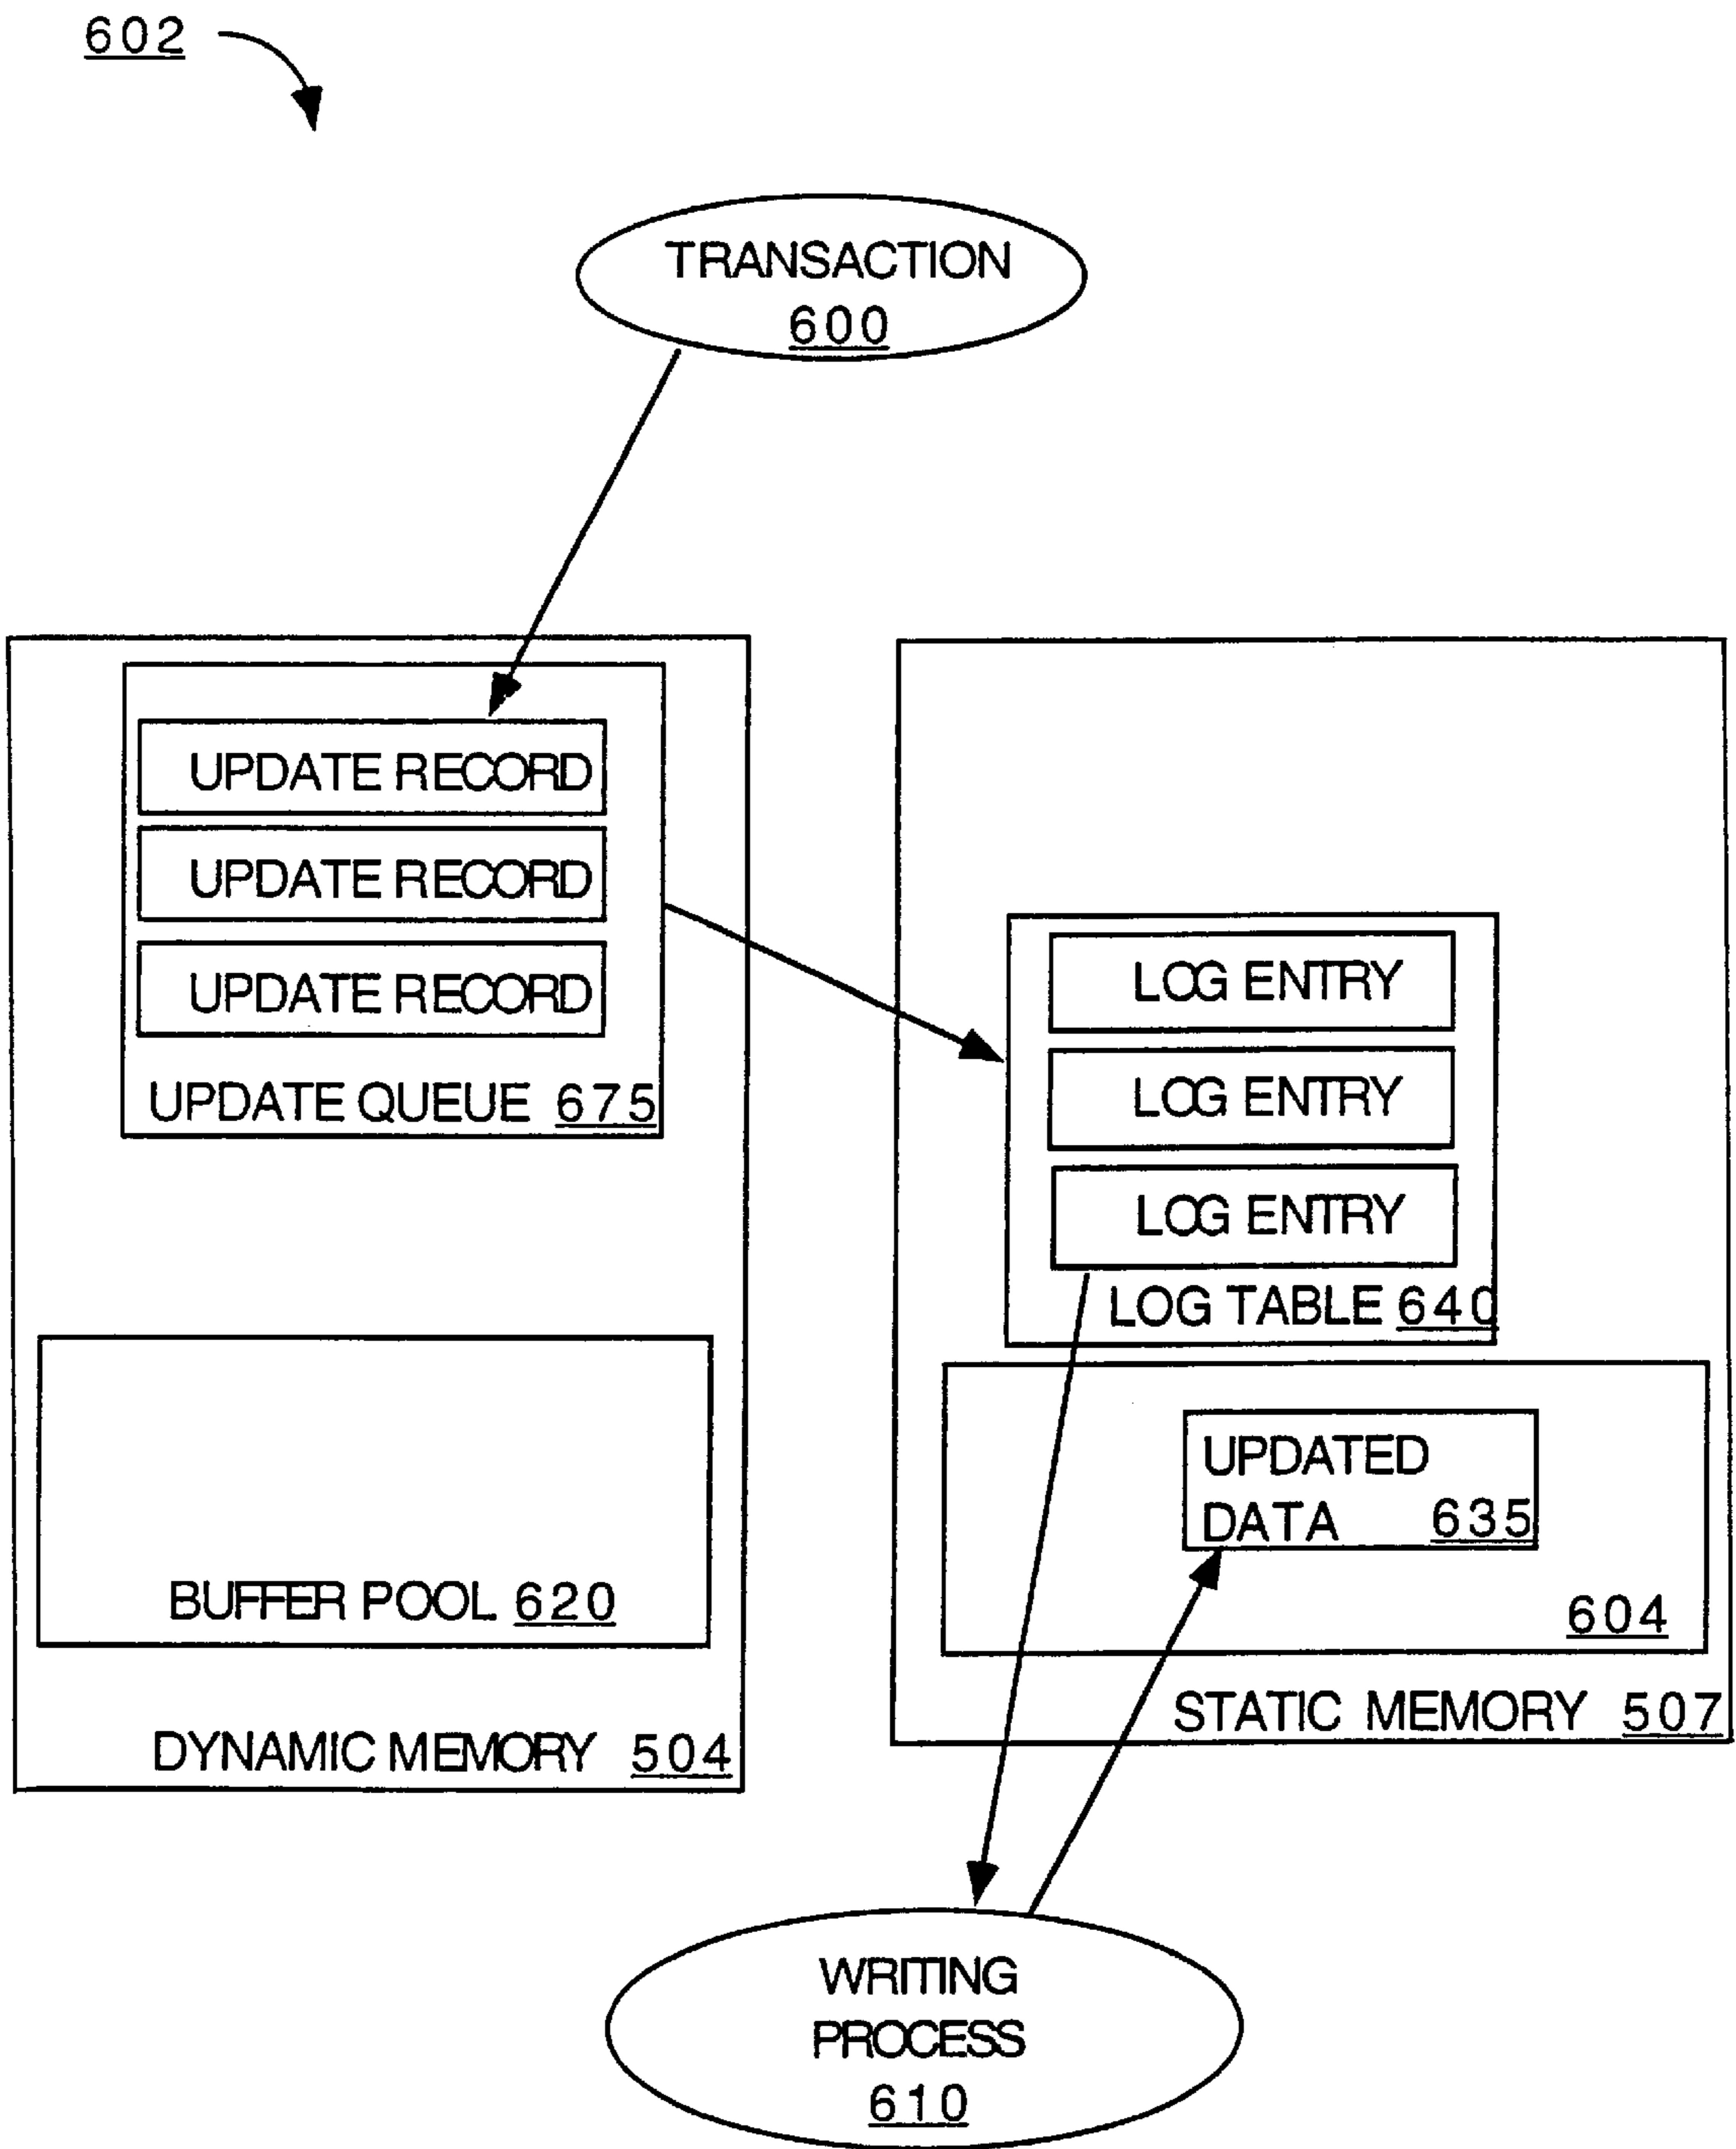 602
TRANSACTION
600
UPDATE RECORD
UPDATE RECORD
UPDATE RECORD
UPDATE QUEUE 675
BUFFER POOL 620
DYNAMIC MEMORY 504
LOG ENTRY
LOG ENTRY
LOG ENTRY
LOG TABLE 640
UPDATED
DATA 635
604
STATIC MEMORY 507
WRITING
PROCESS
610